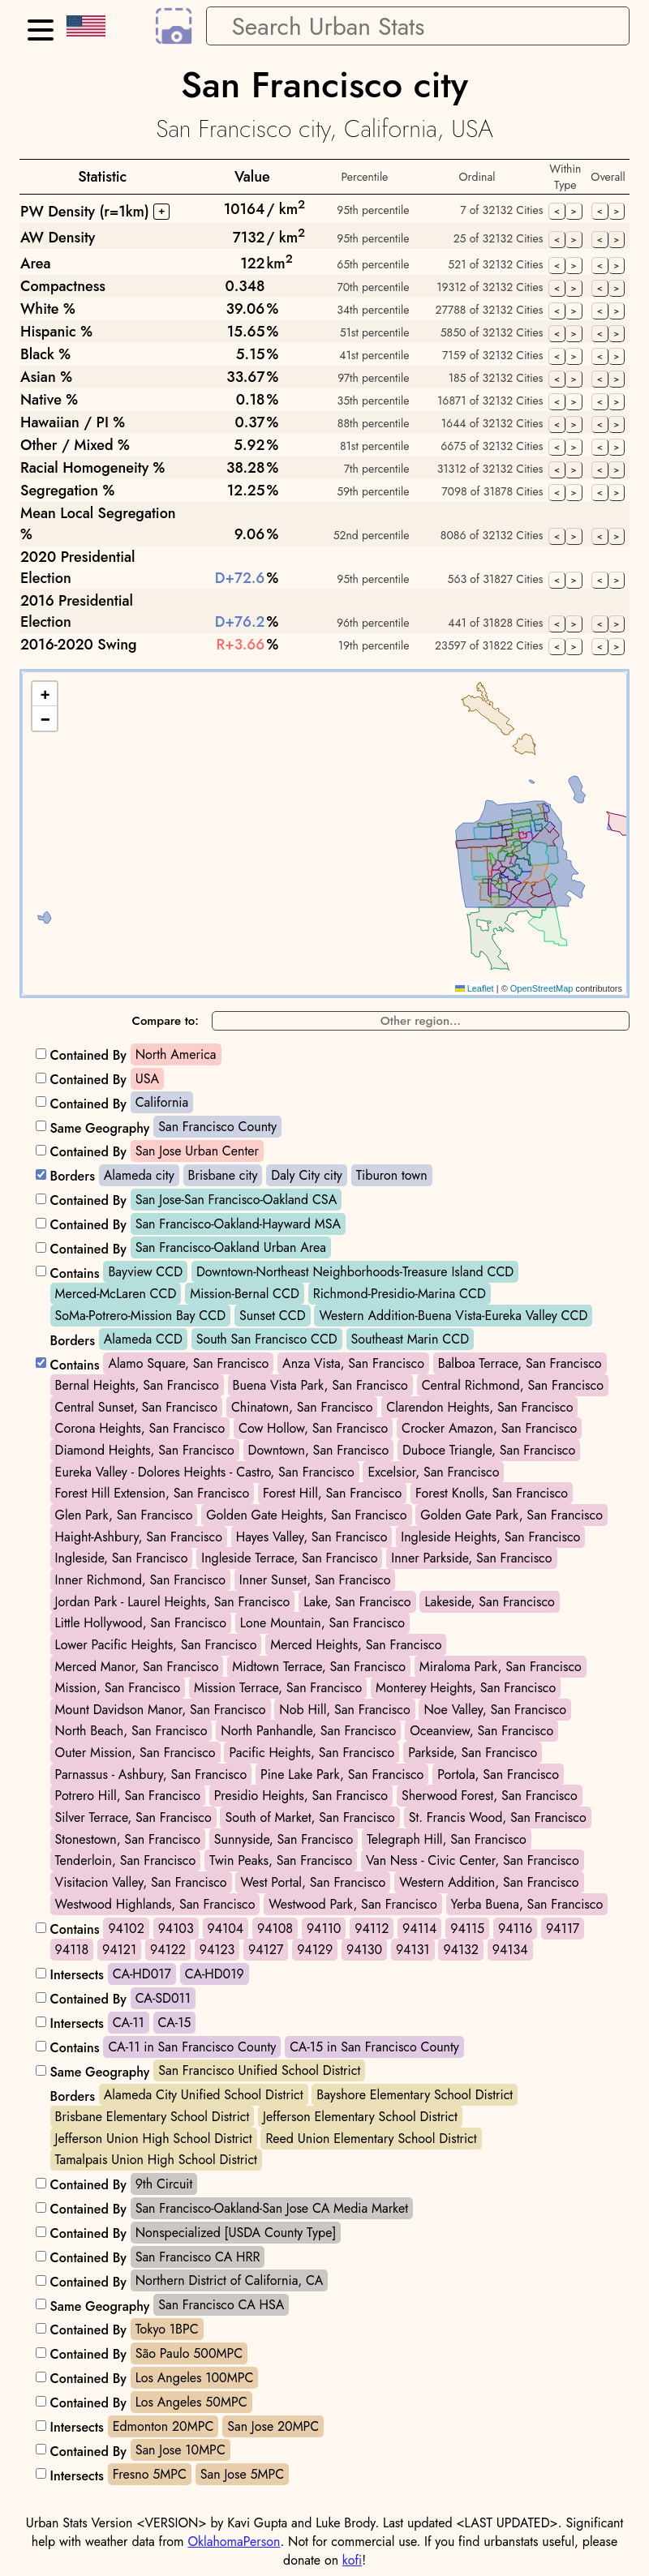 Search Urban Stats
San Francisco city
San Francisco city, California, USA
Statistic Value Percentile Ordinal Within Type Overall
PW Density (r=1km) + 10164 / km2 95th percentile 7 of 32132 Cities < > < >
AW Density 7132 / km2 95th percentile 25 of 32132 Cities < > < >
Area 122 km2 65th percentile 521 of 32132 Cities < > < >
Compactness 0.348 70th percentile 19312 of 32132 Cities < > < >
White % 39.06 % 34th percentile 27788 of 32132 Cities < > < >
Hispanic % 15.65 % 51st percentile 5850 of 32132 Cities < > < >
Black % 5.15 % 41st percentile 7159 of 32132 Cities < > < >
Asian % 33.67 % 97th percentile 185 of 32132 Cities < > < >
Native % 0.18 % 35th percentile 16871 of 32132 Cities < > < >
Hawaiian / PI % 0.37 % 88th percentile 1644 of 32132 Cities < > < >
Other / Mixed % 5.92 % 81st percentile 6675 of 32132 Cities < > < >
Racial Homogeneity % 38.28 % 7th percentile 31312 of 32132 Cities < > < >
Segregation % 12.25 % 59th percentile 7098 of 31878 Cities < > < >
Mean Local Segregation
% 9.06 % 52nd percentile 8086 of 32132 Cities < > < >
2020 Presidential
Election D+72.6 % 95th percentile 563 of 31827 Cities < > < >
2016 Presidential
Election D+76.2 % 96th percentile 441 of 31828 Cities < > < >
2016-2020 Swing R+3.66 % 19th percentile 23597 of 31822 Cities < > < >
+
−
Leaflet | © OpenStreetMap contributors
Compare to: Other region...
Contained By North America
Contained By USA
Contained By California
Same Geography San Francisco County
Contained By San Jose Urban Center
Borders Alameda city Brisbane city Daly City city Tiburon town
Contained By San Jose-San Francisco-Oakland CSA
Contained By San Francisco-Oakland-Hayward MSA
Contained By San Francisco-Oakland Urban Area
Contains Bayview CCD Downtown-Northeast Neighborhoods-Treasure Island CCD
Merced-McLaren CCD Mission-Bernal CCD Richmond-Presidio-Marina CCD
SoMa-Potrero-Mission Bay CCD Sunset CCD Western Addition-Buena Vista-Eureka Valley CCD
Borders Alameda CCD South San Francisco CCD Southeast Marin CCD
Contains Alamo Square, San Francisco Anza Vista, San Francisco Balboa Terrace, San Francisco
Bernal Heights, San Francisco Buena Vista Park, San Francisco Central Richmond, San Francisco
Central Sunset, San Francisco Chinatown, San Francisco Clarendon Heights, San Francisco
Corona Heights, San Francisco Cow Hollow, San Francisco Crocker Amazon, San Francisco
Diamond Heights, San Francisco Downtown, San Francisco Duboce Triangle, San Francisco
Eureka Valley - Dolores Heights - Castro, San Francisco Excelsior, San Francisco
Forest Hill Extension, San Francisco Forest Hill, San Francisco Forest Knolls, San Francisco
Glen Park, San Francisco Golden Gate Heights, San Francisco Golden Gate Park, San Francisco
Haight-Ashbury, San Francisco Hayes Valley, San Francisco Ingleside Heights, San Francisco
Ingleside, San Francisco Ingleside Terrace, San Francisco Inner Parkside, San Francisco
Inner Richmond, San Francisco Inner Sunset, San Francisco
Jordan Park - Laurel Heights, San Francisco Lake, San Francisco Lakeside, San Francisco
Little Hollywood, San Francisco Lone Mountain, San Francisco
Lower Pacific Heights, San Francisco Merced Heights, San Francisco
Merced Manor, San Francisco Midtown Terrace, San Francisco Miraloma Park, San Francisco
Mission, San Francisco Mission Terrace, San Francisco Monterey Heights, San Francisco
Mount Davidson Manor, San Francisco Nob Hill, San Francisco Noe Valley, San Francisco
North Beach, San Francisco North Panhandle, San Francisco Oceanview, San Francisco
Outer Mission, San Francisco Pacific Heights, San Francisco Parkside, San Francisco
Parnassus - Ashbury, San Francisco Pine Lake Park, San Francisco Portola, San Francisco
Potrero Hill, San Francisco Presidio Heights, San Francisco Sherwood Forest, San Francisco
Silver Terrace, San Francisco South of Market, San Francisco St. Francis Wood, San Francisco
Stonestown, San Francisco Sunnyside, San Francisco Telegraph Hill, San Francisco
Tenderloin, San Francisco Twin Peaks, San Francisco Van Ness - Civic Center, San Francisco
Visitacion Valley, San Francisco West Portal, San Francisco Western Addition, San Francisco
Westwood Highlands, San Francisco Westwood Park, San Francisco Yerba Buena, San Francisco
Contains 94102 94103 94104 94108 94110 94112 94114 94115 94116 94117
94118 94121 94122 94123 94127 94129 94130 94131 94132 94134
Intersects CA-HD017 CA-HD019
Contained By CA-SD011
Intersects CA-11 CA-15
Contains CA-11 in San Francisco County CA-15 in San Francisco County
Same Geography San Francisco Unified School District
Borders Alameda City Unified School District Bayshore Elementary School District
Brisbane Elementary School District Jefferson Elementary School District
Jefferson Union High School District Reed Union Elementary School District
Tamalpais Union High School District
Contained By 9th Circuit
Contained By San Francisco-Oakland-San Jose CA Media Market
Contained By Nonspecialized [USDA County Type]
Contained By San Francisco CA HRR
Contained By Northern District of California, CA
Same Geography San Francisco CA HSA
Contained By Tokyo 1BPC
Contained By São Paulo 500MPC
Contained By Los Angeles 100MPC
Contained By Los Angeles 50MPC
Intersects Edmonton 20MPC San Jose 20MPC
Contained By San Jose 10MPC
Intersects Fresno 5MPC San Jose 5MPC
Urban Stats Version <VERSION> by Kavi Gupta and Luke Brody. Last updated <LAST UPDATED>. Significant
help with weather data from OklahomaPerson. Not for commercial use. If you find urbanstats useful, please
donate on kofi!